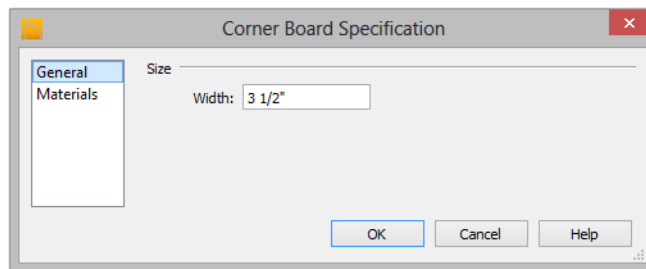 Corner Board Specification
General
Materials
Size
Width: 3 1/2"
OK Cancel Help